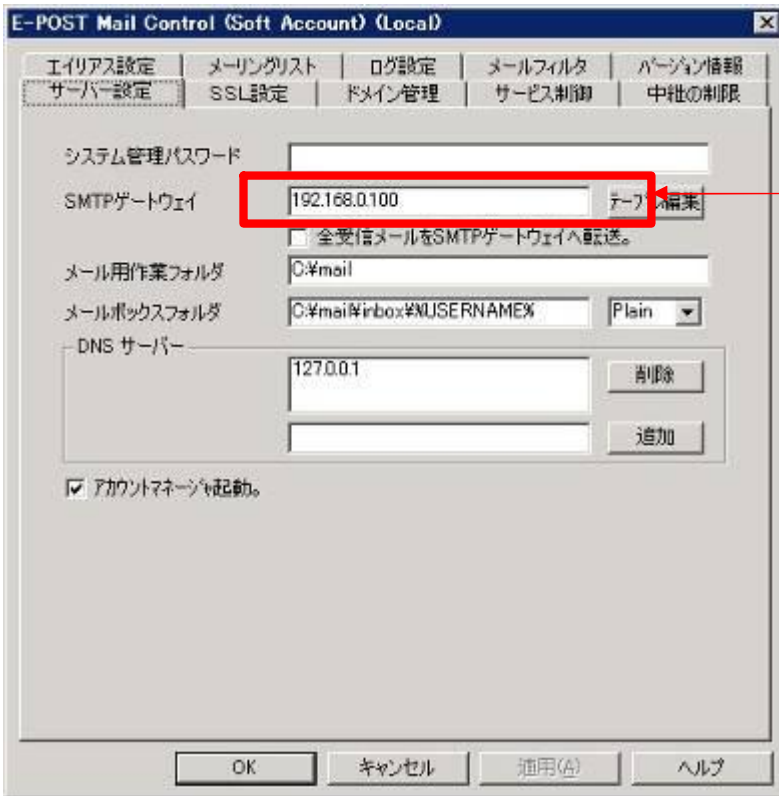 E-POST Mail Control (Soft Account) (Local)
エイリアス設定 メーリングリスト ログ設定 メールフィルタ バージョン情報
サーバー設定 SSL設定 ドメイン管理 サービス制御 中継の制限
システム管理パスワード
SMTPゲートウェイ 192.168.0.100 テーブル編集
全受信メールをSMTPゲートウェイへ転送。
メール用作業フォルダ C:¥mail
メールボックスフォルダ C:¥mail¥inbox¥%USERNAME% Plain
DNS サーバー
127.0.0.1 削除
追加
アカウントマネージャ起動。
OK キャンセル 適用(A) ヘルプ